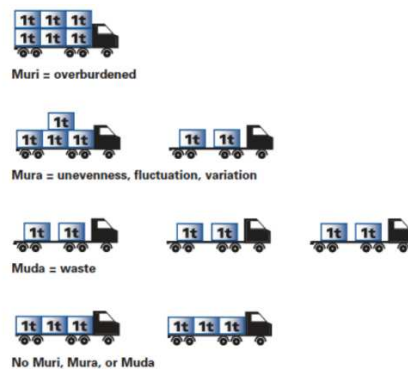 1t 1t 1t
1t 1t 1t
Muri = overburdened
1t
1t 1t 1t 1t 1t
Mura = unevenness, fluctuation, variation
1t 1t 1t 1t 1t 1t
Muda = waste
1t 1t 1t 1t 1t 1t
No Muri, Mura, or Muda